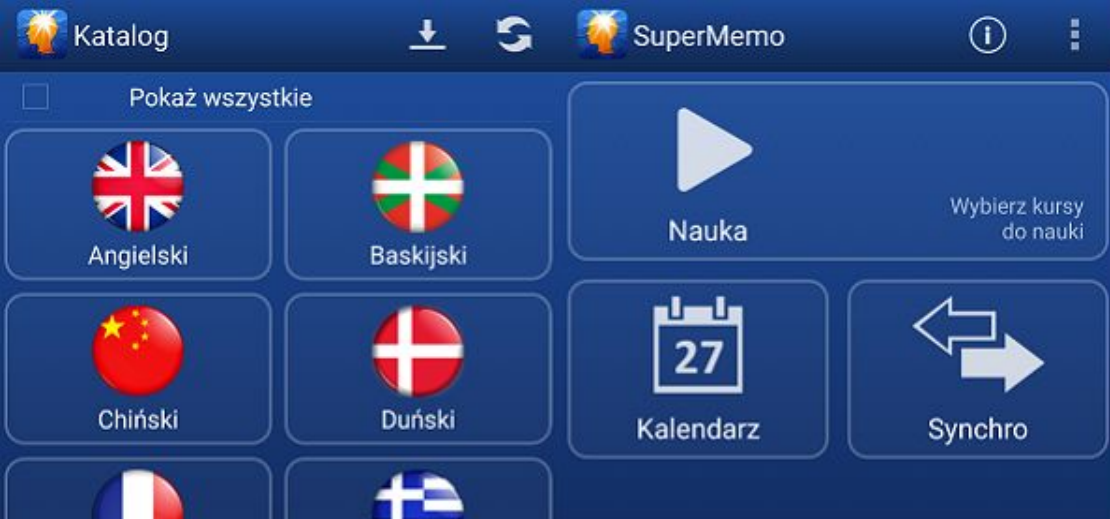 Katalog
Pokaż wszystkie
Angielski
Baskijski
Chiński
Duński
SuperMemo
Nauka
Wybierz kursy
do nauki
27
Kalendarz
Synchro